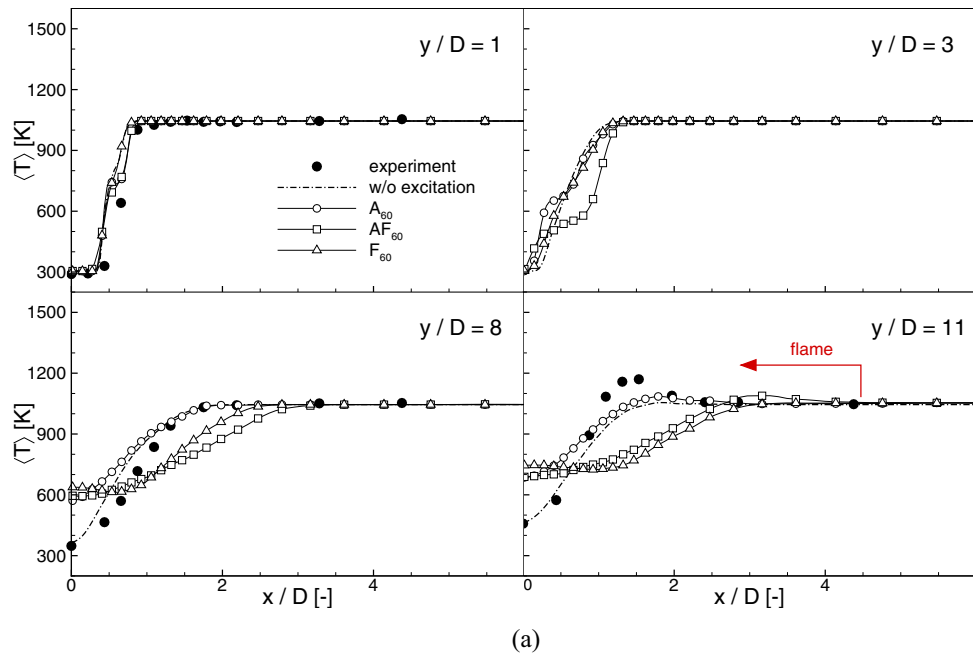 1500
1200
900
600
300
⟨T⟩ [K]
y / D = 1
experiment
w/o excitation
A₆₀
AF₆₀
F₆₀
y / D = 3
1500
1200
900
600
300
⟨T⟩ [K]
y / D = 8
y / D = 11
flame
0 2 4
0 2 4
x / D [-]
x / D [-]
(a)